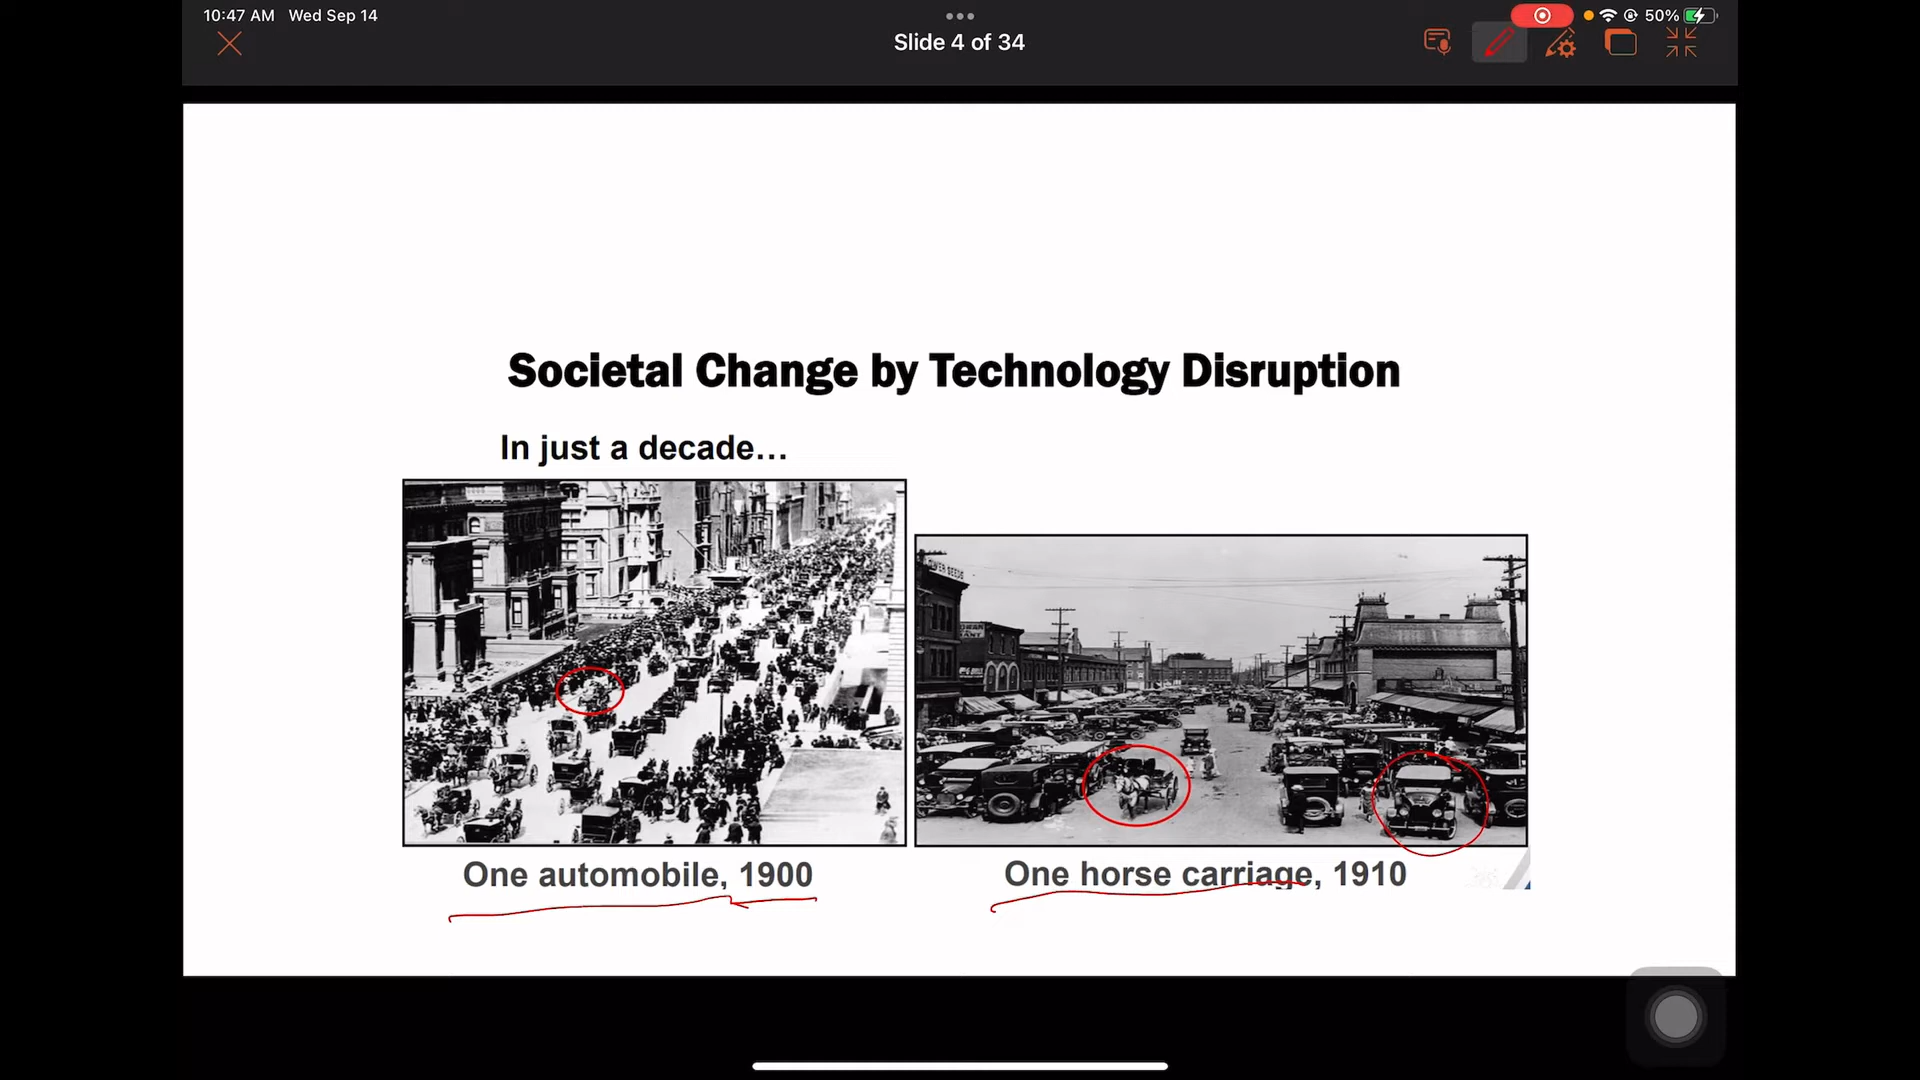 10:47 AM Wed Sep 14
50%
Slide 4 of 34
Societal Change by Technology Disruption
In just a decade…
One automobile, 1900
One horse carriage, 1910